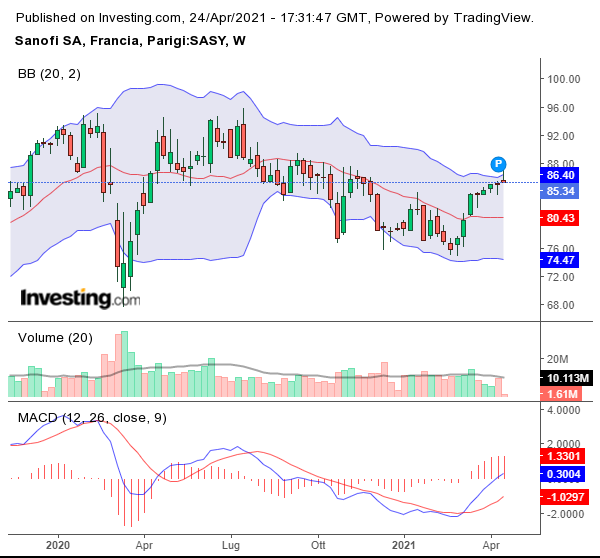 Published on Investing.com, 24/Apr/2021 - 17:31:47 GMT, Powered by TradingView.
Sanofi SA, Francia, Parigi:SASY, W
BB (20, 2)
100.00
96.00
92.00
88.00
P
86.40
85.34
80.43
76.00
74.47
72.00
68.00
Investing.com
Volume (20)
20M
10.113M
1.61M
MACD (12, 26, close, 9)
4.0000
2.0000
1.3301
0.3004
-1.0297
-2.0000
2020
Apr
Lug
Ott
2021
Apr